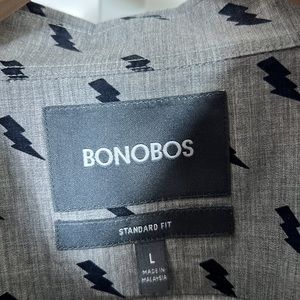 BONOBOS
STANDARD FIT
L
MADE IN
MALAYSIA